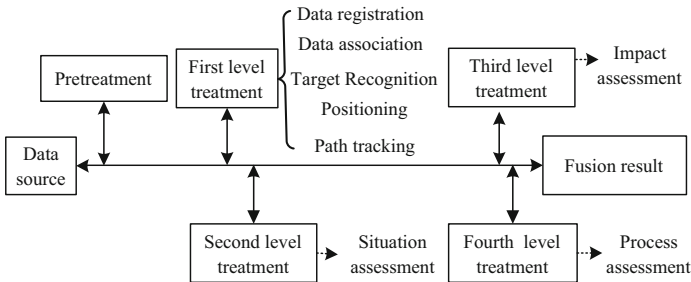 Data registration
Data association
Target Recognition
Positioning
Path tracking
Pretreatment
First level
treatment
Third level
treatment
Impact
assessment
Data
source
Fusion result
Second level
treatment
Situation
assessment
Fourth level
treatment
Process
assessment